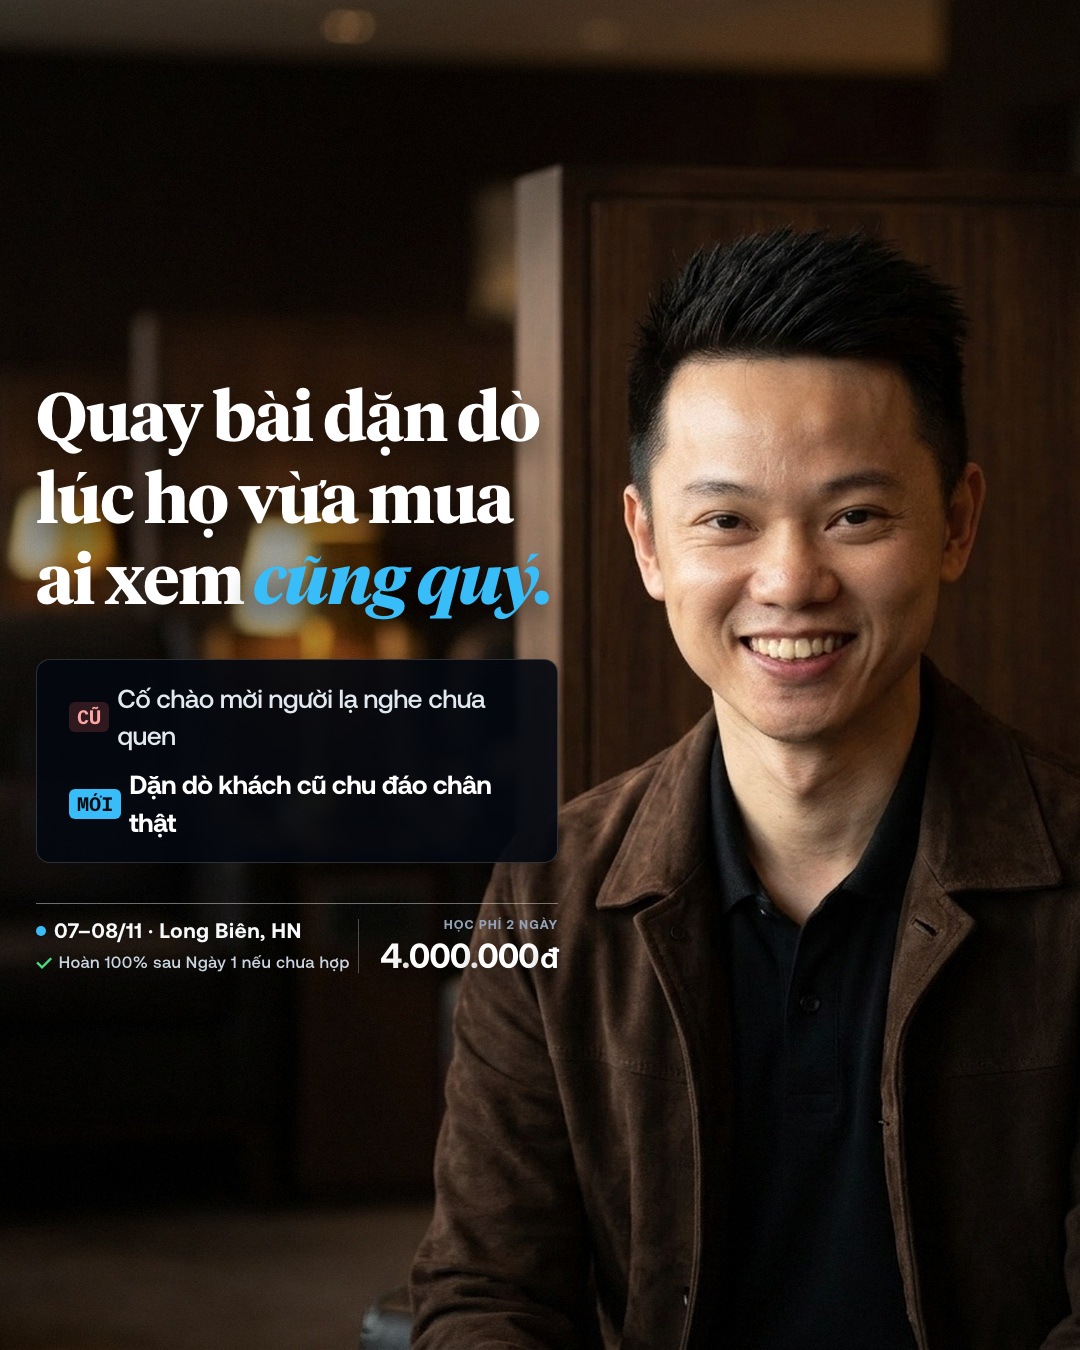 Quay bài dặn dò
lúc họ vừa mua
ai xem cũng quý.
CŨ Cố chào mời người lạ nghe chưa
quen
MỚI Dặn dò khách cũ chu đáo chân
thật
07–08/11 · Long Biên, HN
Hoàn 100% sau Ngày 1 nếu chưa hợp
HỌC PHÍ 2 NGÀY
4.000.000đ